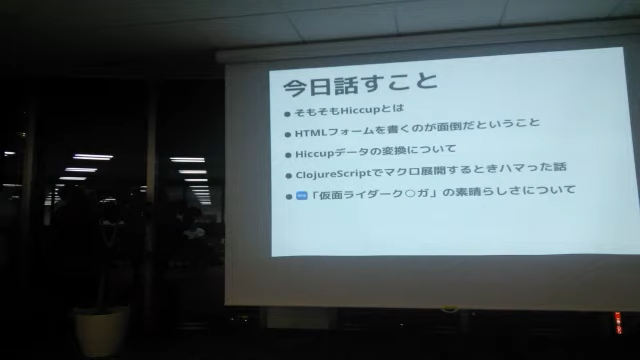 今日話すこと
● そもそもHiccupとは
● HTMLフォームを書くのが面倒だということ
● Hiccupデータの変換について
● ClojureScriptでマクロ展開するときハマった話
● 「仮面ライダーク○ガ」の素晴らしさについて